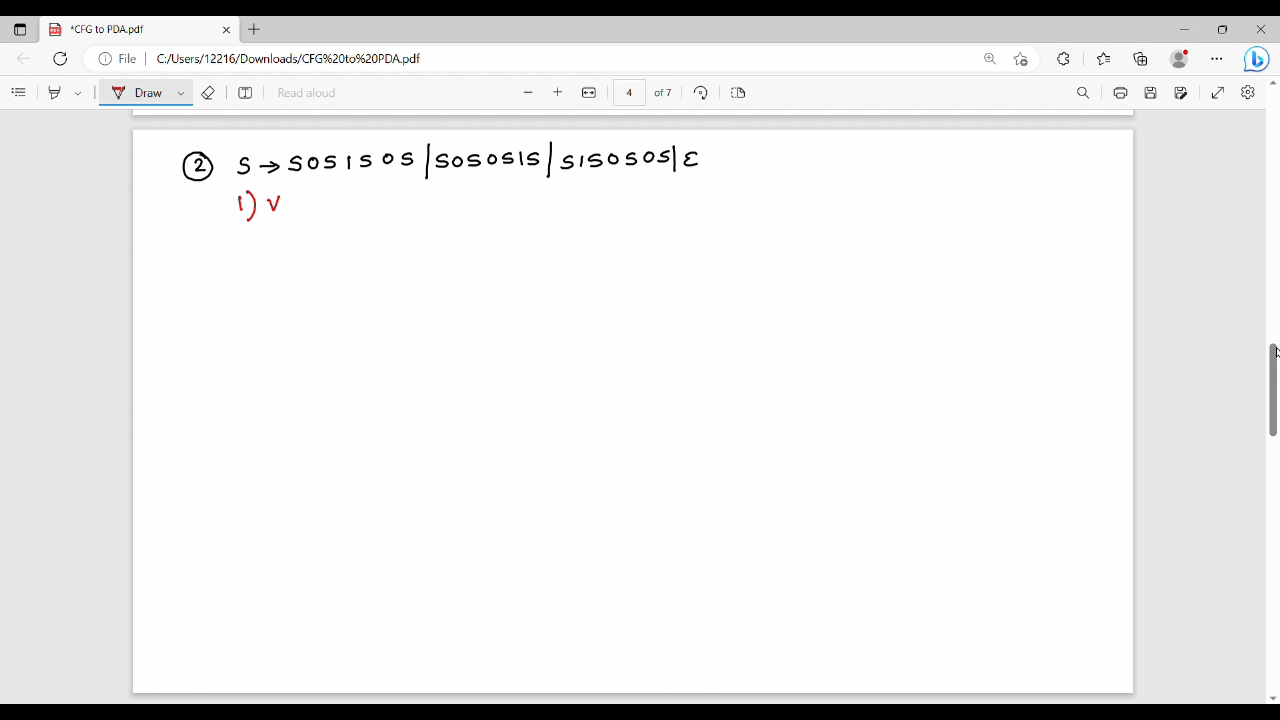 *CFG to PDA.pdf
File C:/Users/12216/Downloads/CFG%20to%20PDA.pdf
Draw Read aloud 4 of 7
② S → S0S1S0S | S0S0S1S | S1S0S0S | ε
1) V